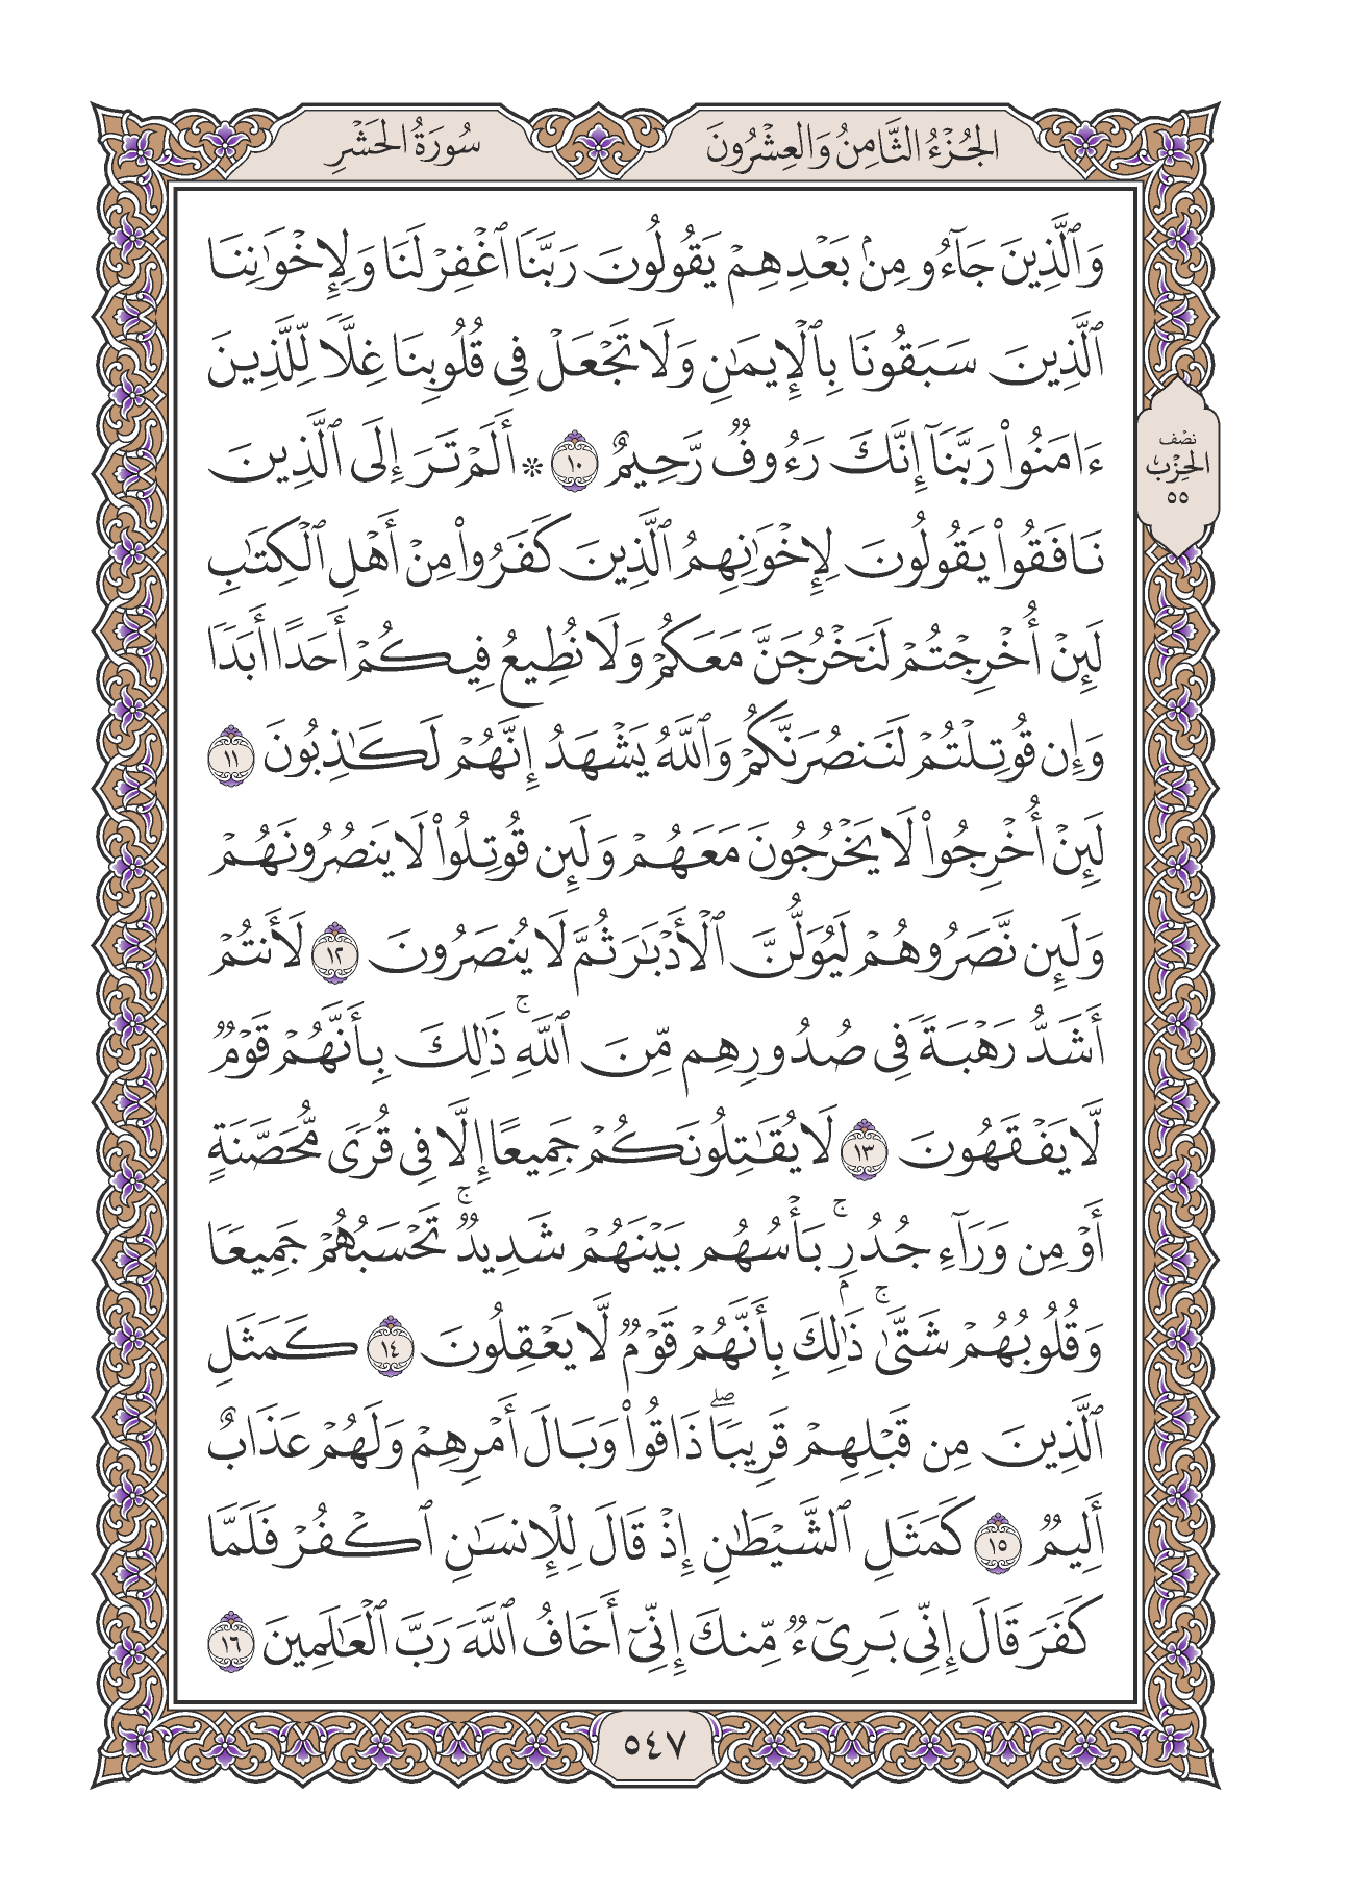 الجُزْءُ الثَّامِنُ وَالعِشْرُونَ
سُورَةُ الحَشْرِ
وَٱلَّذِينَ جَآءُو مِنۢ بَعْدِهِمْ يَقُولُونَ رَبَّنَا ٱغْفِرْ لَنَا وَلِإِخْوَٰنِنَا
ٱلَّذِينَ سَبَقُونَا بِٱلْإِيمَٰنِ وَلَا تَجْعَلْ فِى قُلُوبِنَا غِلًّا لِّلَّذِينَ
ءَامَنُوا۟ رَبَّنَآ إِنَّكَ رَءُوفٌ رَّحِيمٌ ١٠ ۞ أَلَمْ تَرَ إِلَى ٱلَّذِينَ
نَافَقُوا۟ يَقُولُونَ لِإِخْوَٰنِهِمُ ٱلَّذِينَ كَفَرُوا۟ مِنْ أَهْلِ ٱلْكِتَٰبِ
لَئِنْ أُخْرِجْتُمْ لَنَخْرُجَنَّ مَعَكُمْ وَلَا نُطِيعُ فِيكُمْ أَحَدًا أَبَدًا
وَإِن قُوتِلْتُمْ لَنَنصُرَنَّكُمْ وَٱللَّهُ يَشْهَدُ إِنَّهُمْ لَكَٰذِبُونَ ١١
لَئِنْ أُخْرِجُوا۟ لَا يَخْرُجُونَ مَعَهُمْ وَلَئِن قُوتِلُوا۟ لَا يَنصُرُونَهُمْ
وَلَئِن نَّصَرُوهُمْ لَيُوَلُّنَّ ٱلْأَدْبَٰرَ ثُمَّ لَا يُنصَرُونَ ١٢ لَأَنتُمْ
أَشَدُّ رَهْبَةً فِى صُدُورِهِم مِّنَ ٱللَّهِ ۚ ذَٰلِكَ بِأَنَّهُمْ قَوْمٌ
لَّا يَفْقَهُونَ ١٣ لَا يُقَٰتِلُونَكُمْ جَمِيعًا إِلَّا فِى قُرًى مُّحَصَّنَةٍ
أَوْ مِن وَرَآءِ جُدُرٍۭ ۚ بَأْسُهُم بَيْنَهُمْ شَدِيدٌ ۚ تَحْسَبُهُمْ جَمِيعًا
وَقُلُوبُهُمْ شَتَّىٰ ۚ ذَٰلِكَ بِأَنَّهُمْ قَوْمٌ لَّا يَعْقِلُونَ ١٤ كَمَثَلِ
ٱلَّذِينَ مِن قَبْلِهِمْ قَرِيبًا ۖ ذَاقُوا۟ وَبَالَ أَمْرِهِمْ وَلَهُمْ عَذَابٌ
أَلِيمٌ ١٥ كَمَثَلِ ٱلشَّيْطَٰنِ إِذْ قَالَ لِلْإِنسَٰنِ ٱكْفُرْ فَلَمَّا
كَفَرَ قَالَ إِنِّى بَرِىٓءٌ مِّنكَ إِنِّىٓ أَخَافُ ٱللَّهَ رَبَّ ٱلْعَٰلَمِينَ ١٦
نصف
الحِزْب
٥٥
٥٤٧